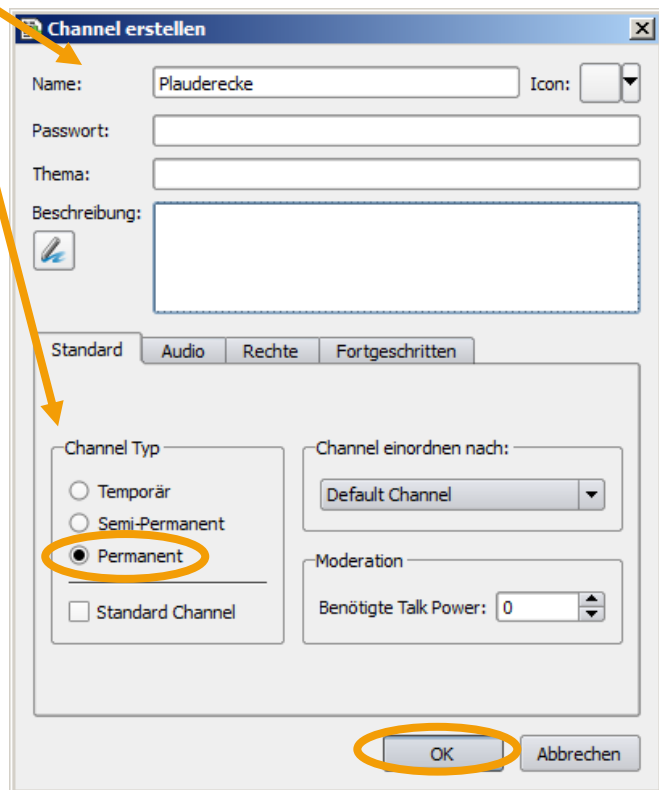 Channel erstellen
Name: Plauderecke Icon:
Passwort:
Thema:
Beschreibung:
Standard Audio Rechte Fortgeschritten
Channel Typ
Temporär
Semi-Permanent
Permanent
Standard Channel
Channel einordnen nach:
Default Channel
Moderation
Benötigte Talk Power: 0
OK Abbrechen